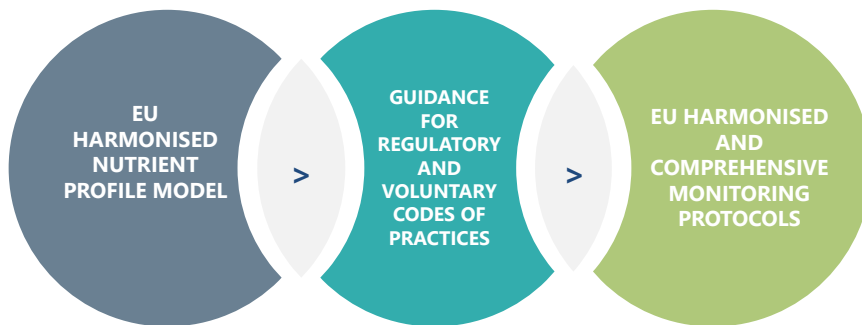 EU
HARMONISED
NUTRIENT
PROFILE MODEL
>
GUIDANCE
FOR
REGULATORY
AND
VOLUNTARY
CODES OF
PRACTICES
>
EU HARMONISED
AND
COMPREHENSIVE
MONITORING
PROTOCOLS